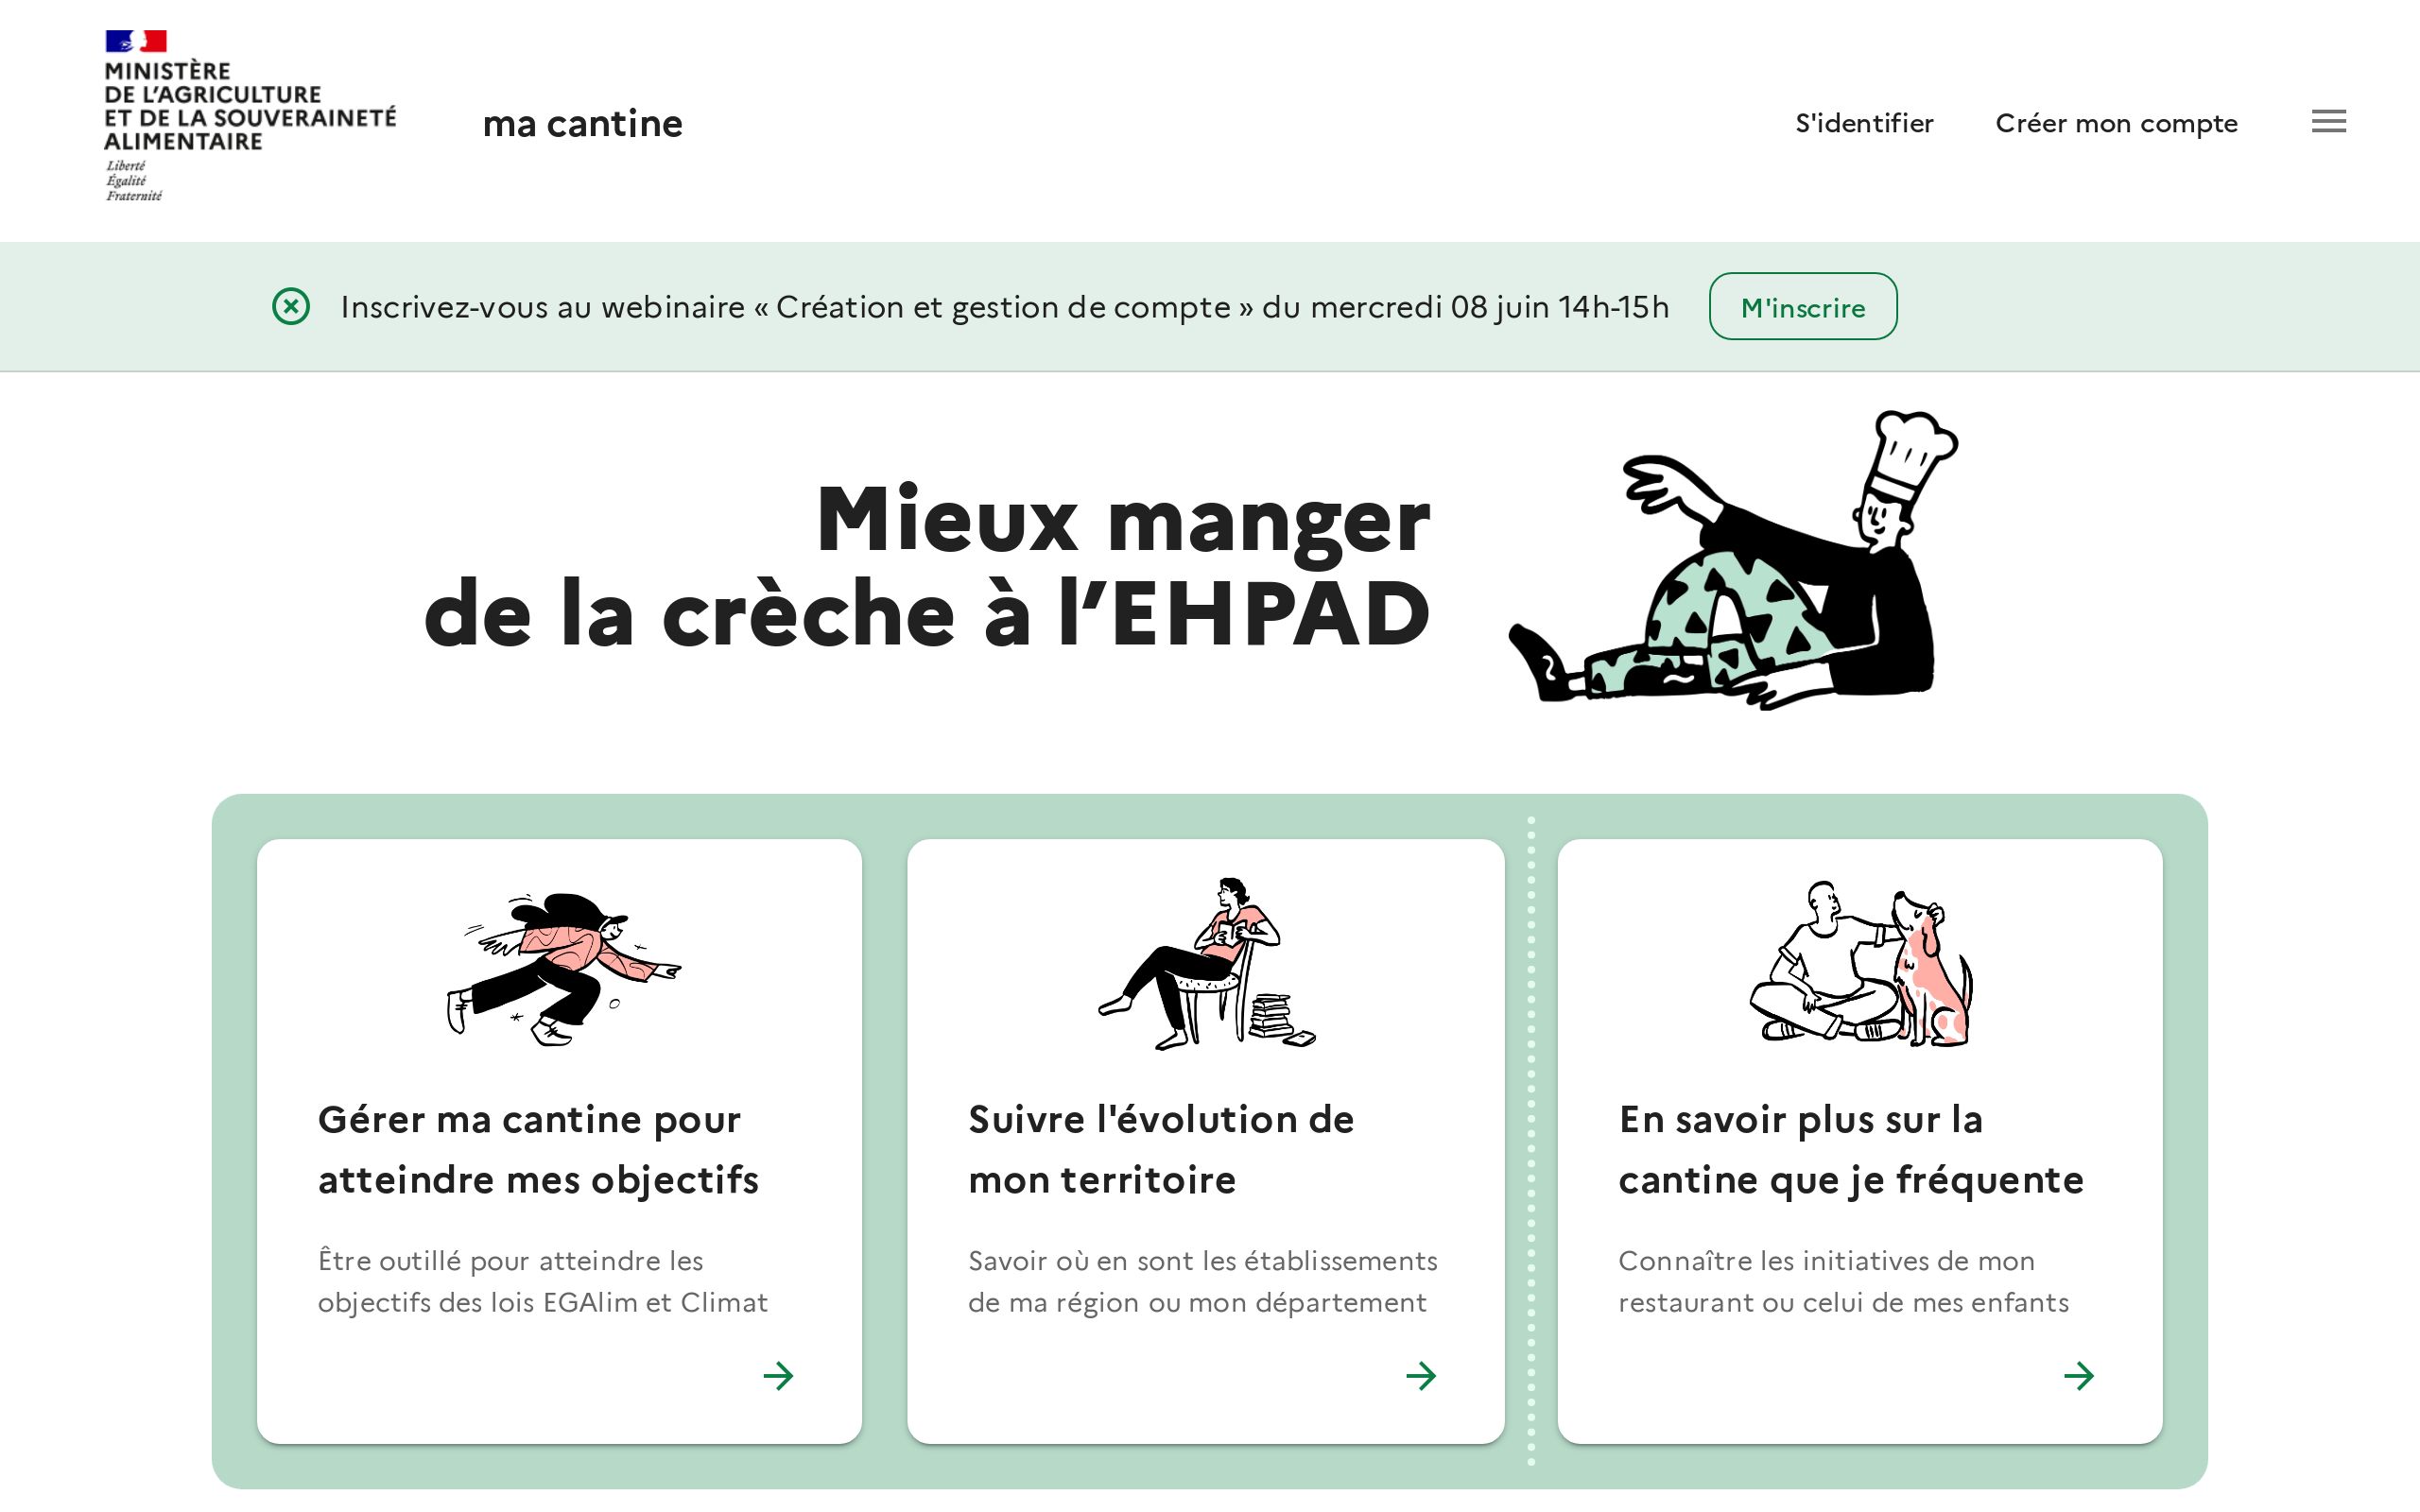 MINISTÈRE
DE L'AGRICULTURE
ET DE LA SOUVERAINETÉ
ALIMENTAIRE
Liberté
Égalité
Fraternité
ma cantine
S'identifier
Créer mon compte
Inscrivez-vous au webinaire « Création et gestion de compte » du mercredi 08 juin 14h-15h
M'inscrire
Mieux manger
de la crèche à l’EHPAD
Gérer ma cantine pour
atteindre mes objectifs
Être outillé pour atteindre les
objectifs des lois EGAlim et Climat
Suivre l'évolution de
mon territoire
Savoir où en sont les établissements
de ma région ou mon département
En savoir plus sur la
cantine que je fréquente
Connaître les initiatives de mon
restaurant ou celui de mes enfants